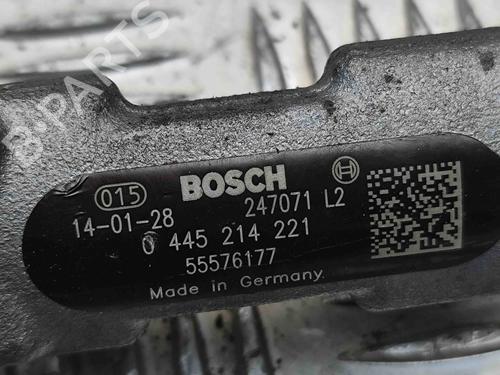 B-PARTS
015 BOSCH
14-01-28 247071 L2
0 445 214 221
55576177
Made in Germany